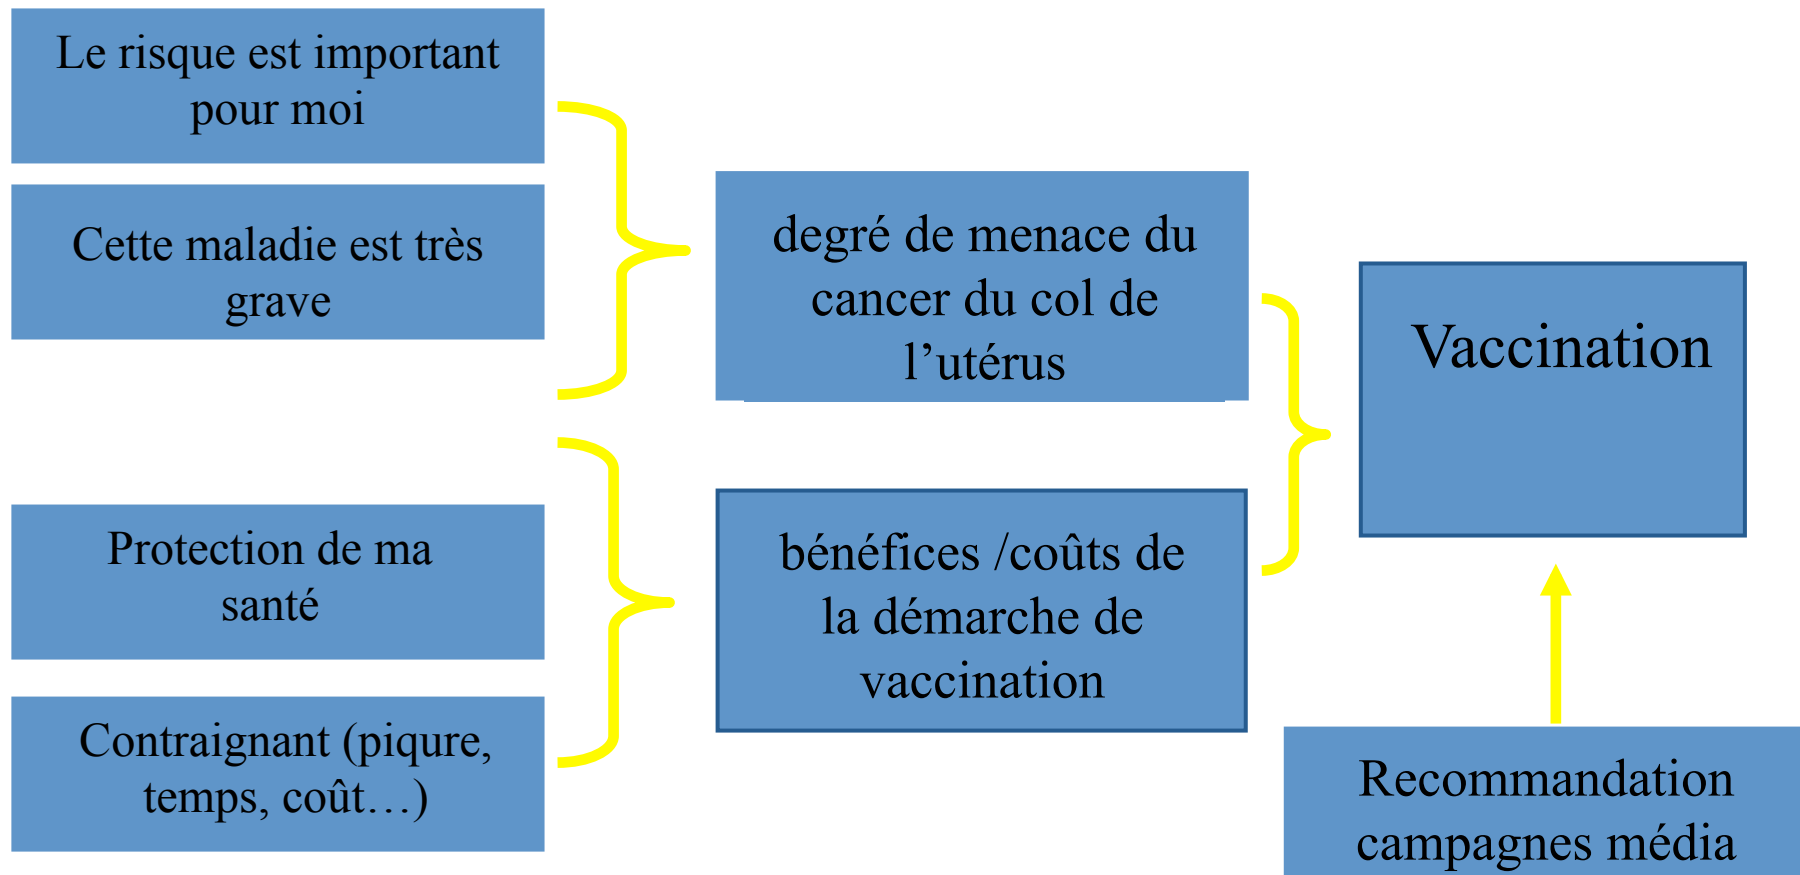 Le risque est important
pour moi
Cette maladie est très
grave
degré de menace du
cancer du col de
l’utérus
Vaccination
Protection de ma
santé
bénéfices /coûts de
la démarche de
vaccination
Contraignant (piqure,
temps, coût…)
Recommandation
campagnes média